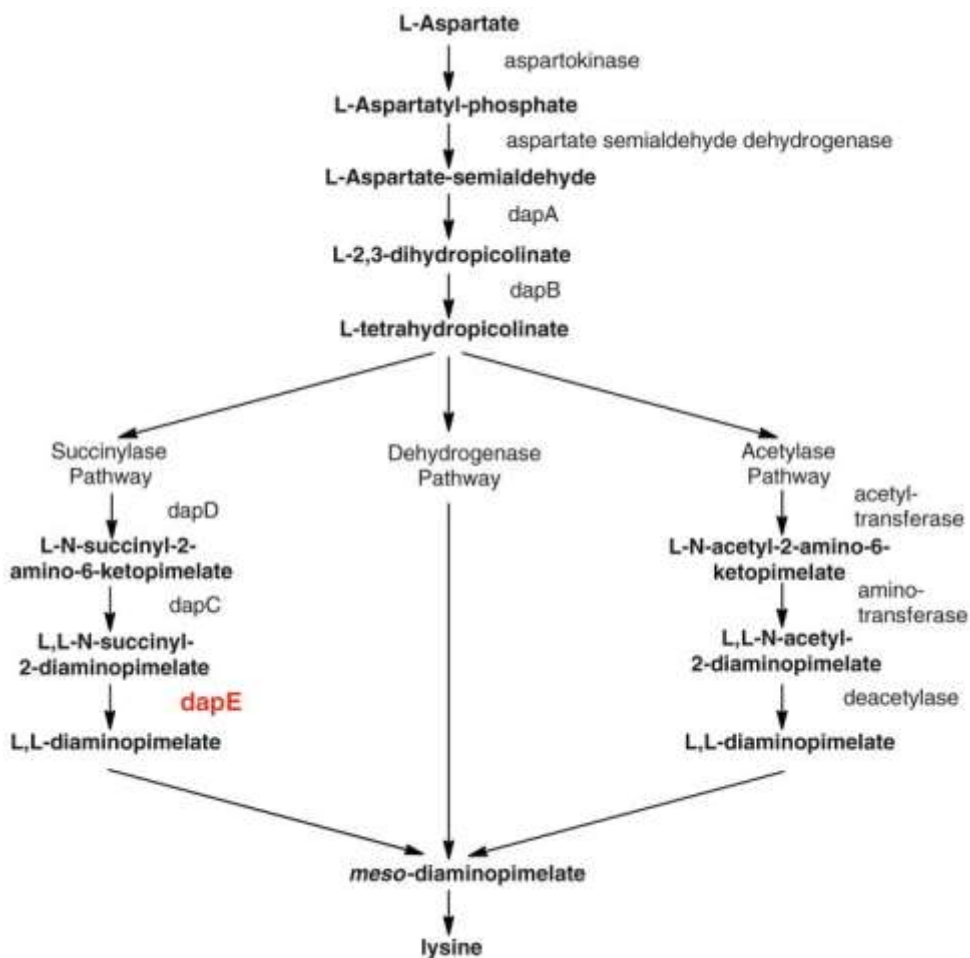 L-Aspartate
aspartokinase
L-Aspartatyl-phosphate
aspartate semialdehyde dehydrogenase
L-Aspartate-semialdehyde
dapA
L-2,3-dihydropicolinate
dapB
L-tetrahydropicolinate
Succinylase
Pathway
dapD
L-N-succinyl-2-
amino-6-ketopimelate
dapC
L,L-N-succinyl-
2-diaminopimelate
dapE
L,L-diaminopimelate
Dehydrogenase
Pathway
Acetylase
Pathway
acetyl-
transferase
L-N-acetyl-2-amino-6-
ketopimelate
amino-
transferase
L,L-N-acetyl-
2-diaminopimelate
deacetylase
L,L-diaminopimelate
meso-diaminopimelate
lysine